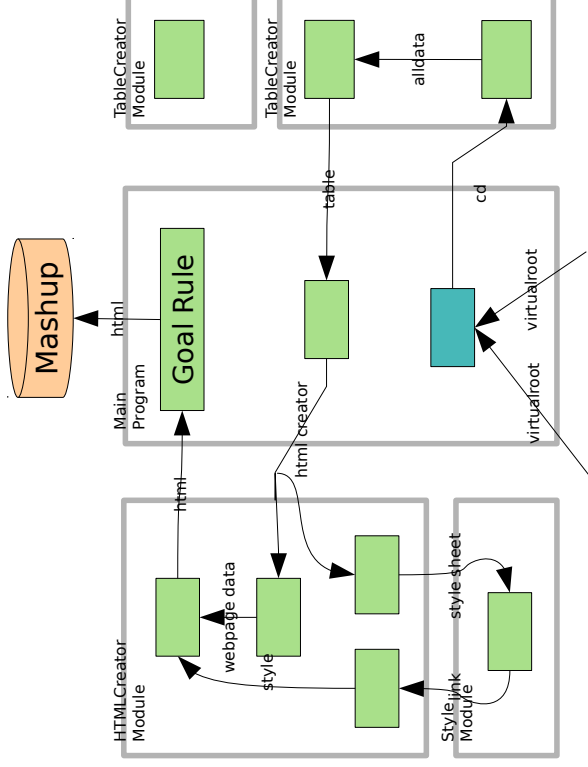 Mashup
html
Main
Program
Goal Rule
html
HTMLCreator
Module
webpage data
style
html creator
table
TableCreator
Module
TableCreator
Module
alldata
cd
virtualroot
virtualroot
style sheet
Style link
Module